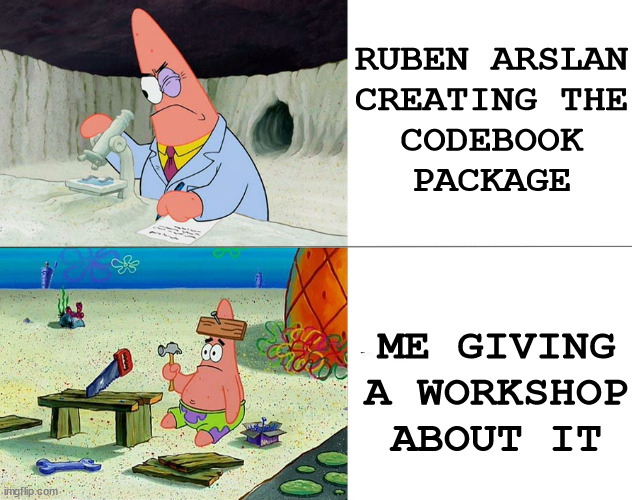 RUBEN ARSLAN
CREATING THE
CODEBOOK
PACKAGE
ME GIVING
A WORKSHOP
ABOUT IT
imgflip.com